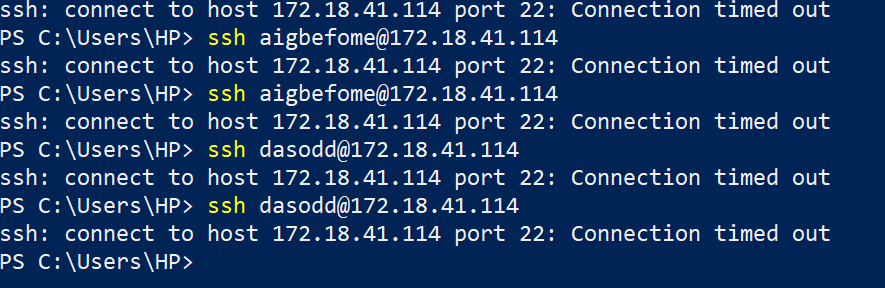 ssh: connect to host 172.18.41.114 port 22: Connection timed out
PS C:\Users\HP> ssh aigbefome@172.18.41.114
ssh: connect to host 172.18.41.114 port 22: Connection timed out
PS C:\Users\HP> ssh aigbefome@172.18.41.114
ssh: connect to host 172.18.41.114 port 22: Connection timed out
PS C:\Users\HP> ssh dasodd@172.18.41.114
ssh: connect to host 172.18.41.114 port 22: Connection timed out
PS C:\Users\HP> ssh dasodd@172.18.41.114
ssh: connect to host 172.18.41.114 port 22: Connection timed out
PS C:\Users\HP>